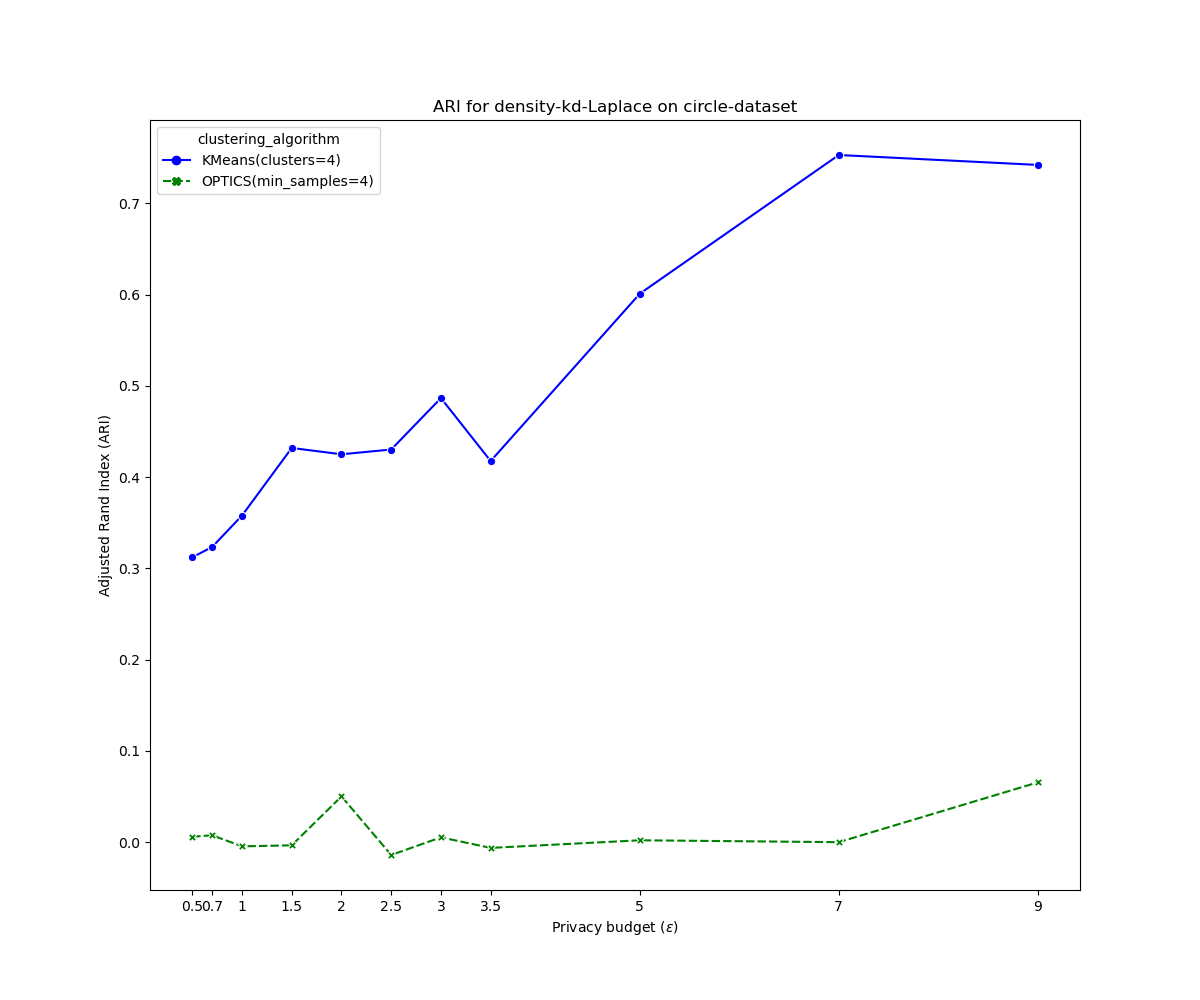 ARI for density-kd-Laplace on circle-dataset
clustering_algorithm
KMeans(clusters=4)
OPTICS(min_samples=4)
Adjusted Rand Index (ARI)
0.7
0.6
0.5
0.4
0.3
0.2
0.1
0.0
0.5 0.7 1 1.5 2 2.5 3 3.5 5 7 9
Privacy budget (ε)